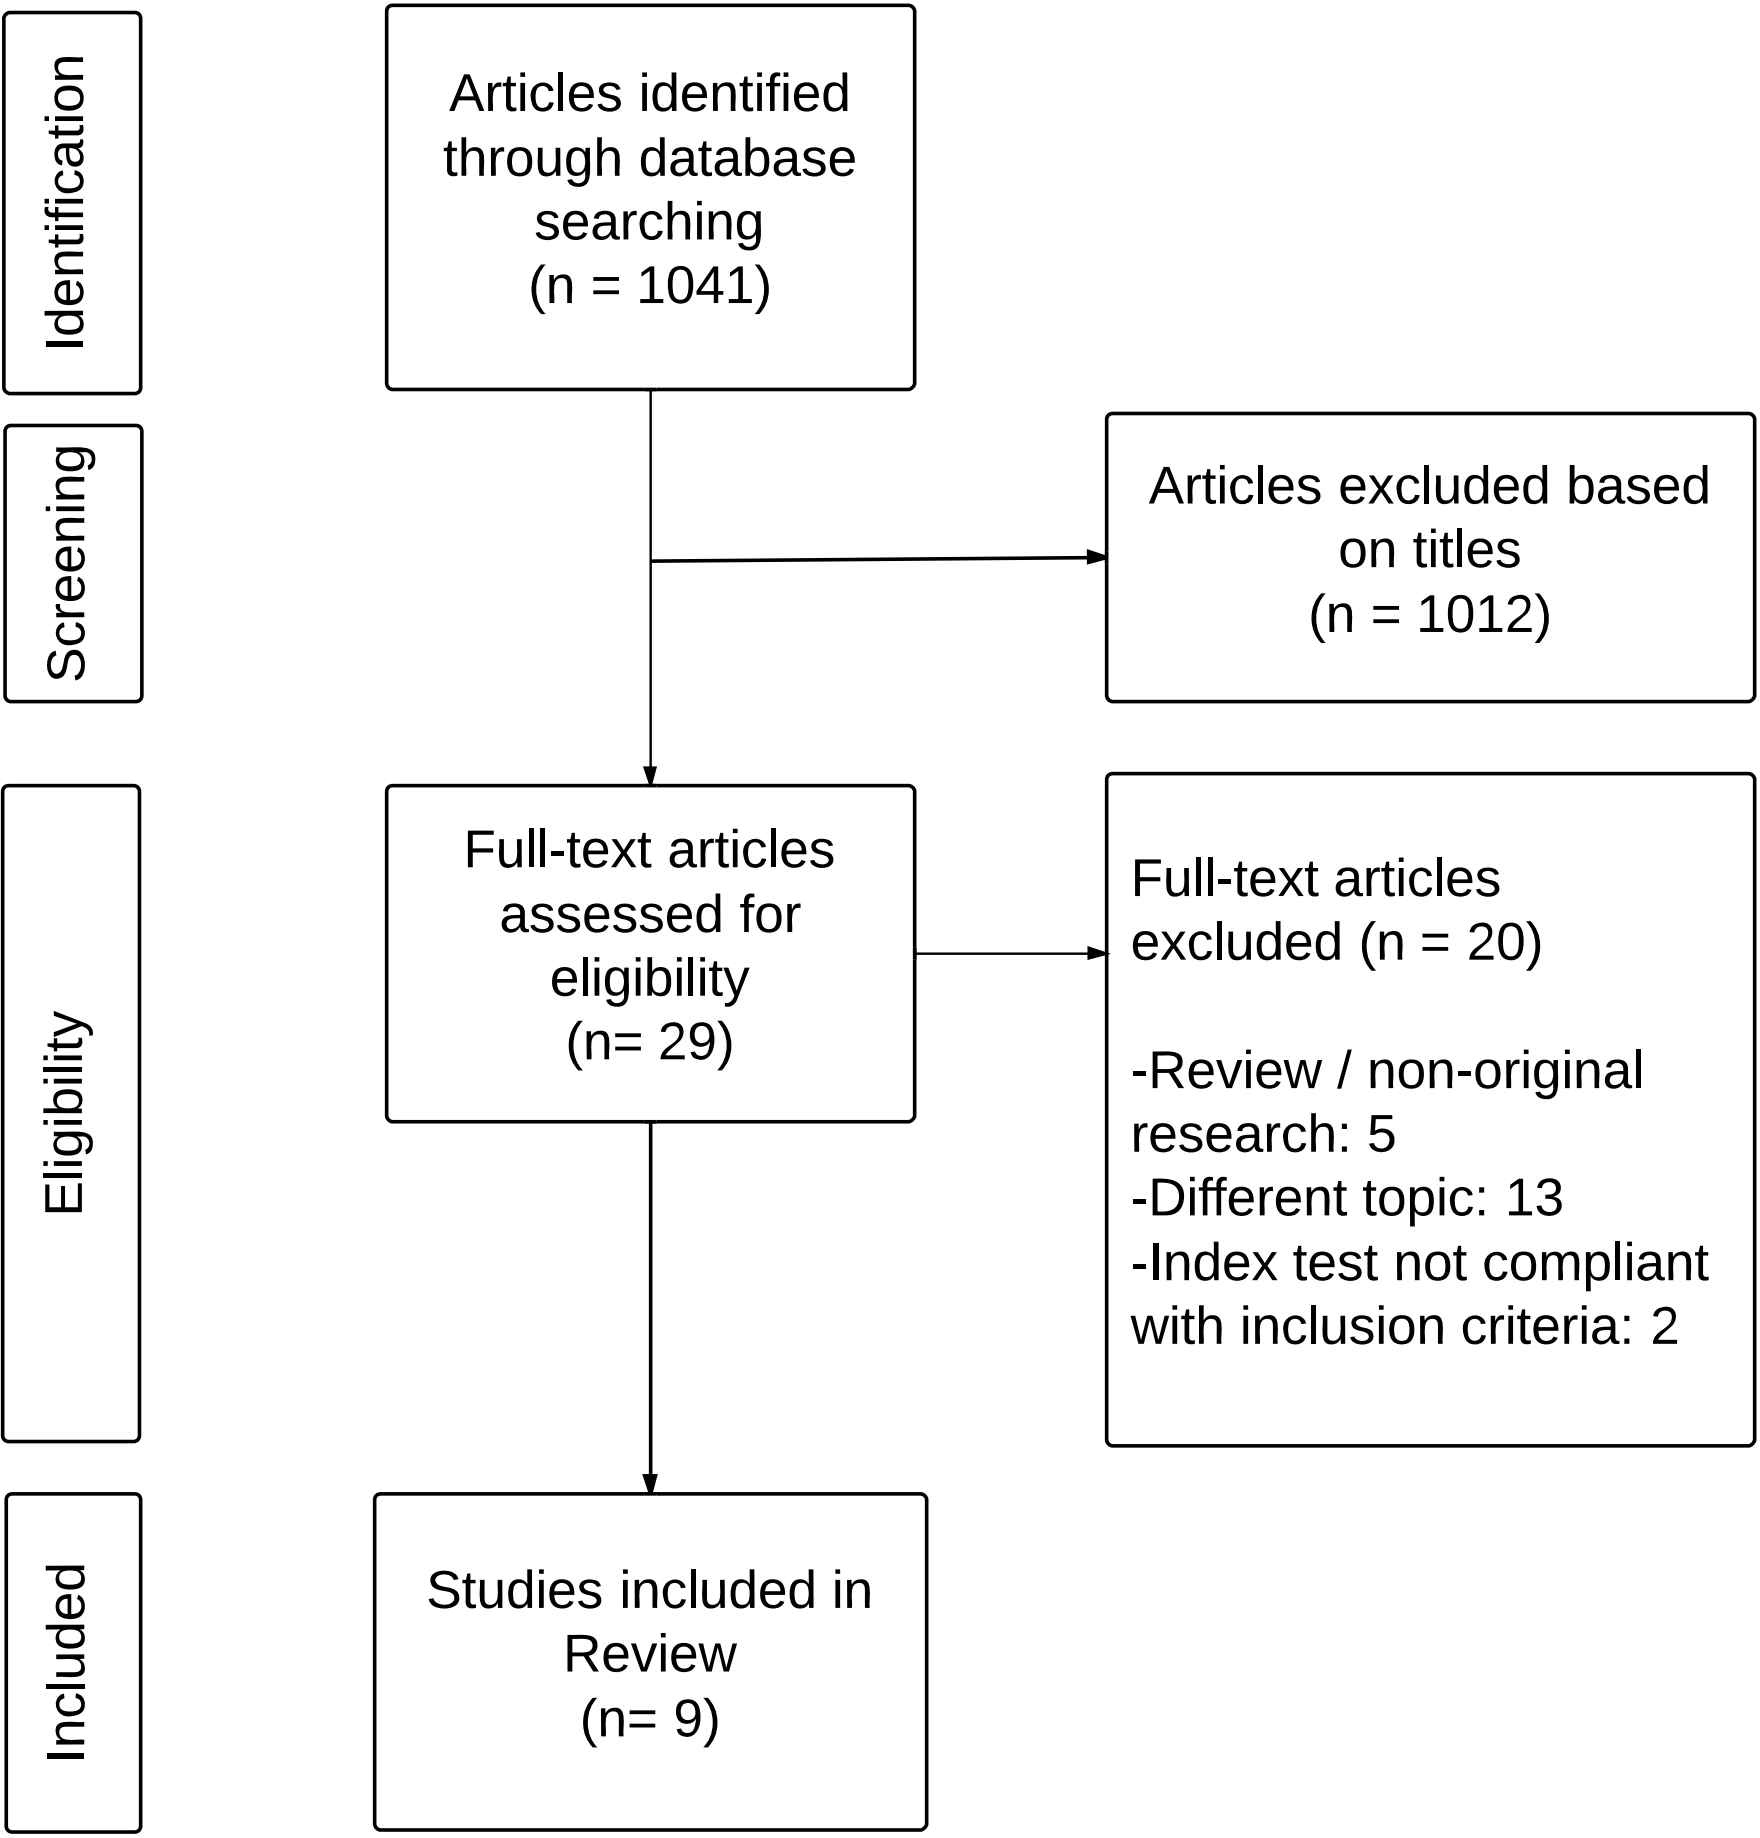 Identification
Articles identified
through database
searching
(n = 1041)
Screening
Articles excluded based
on titles
(n = 1012)
Eligibility
Full-text articles
assessed for
eligibility
(n= 29)
Full-text articles
excluded (n = 20)
-Review / non-original
research: 5
-Different topic: 13
-Index test not compliant
with inclusion criteria: 2
Included
Studies included in
Review
(n= 9)